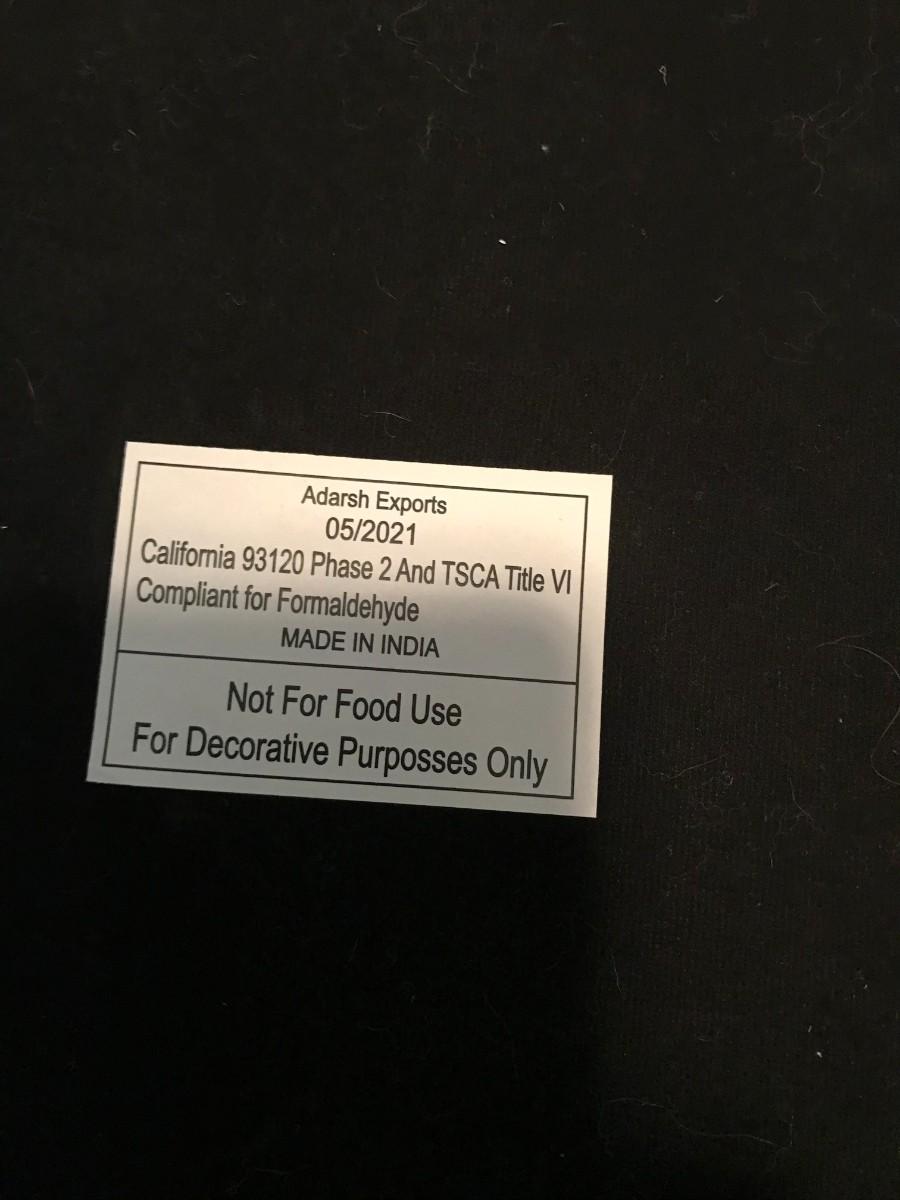 Adarsh Exports
05/2021
California 93120 Phase 2 And TSCA Title VI
Compliant for Formaldehyde
MADE IN INDIA
Not For Food Use
For Decorative Purposses Only